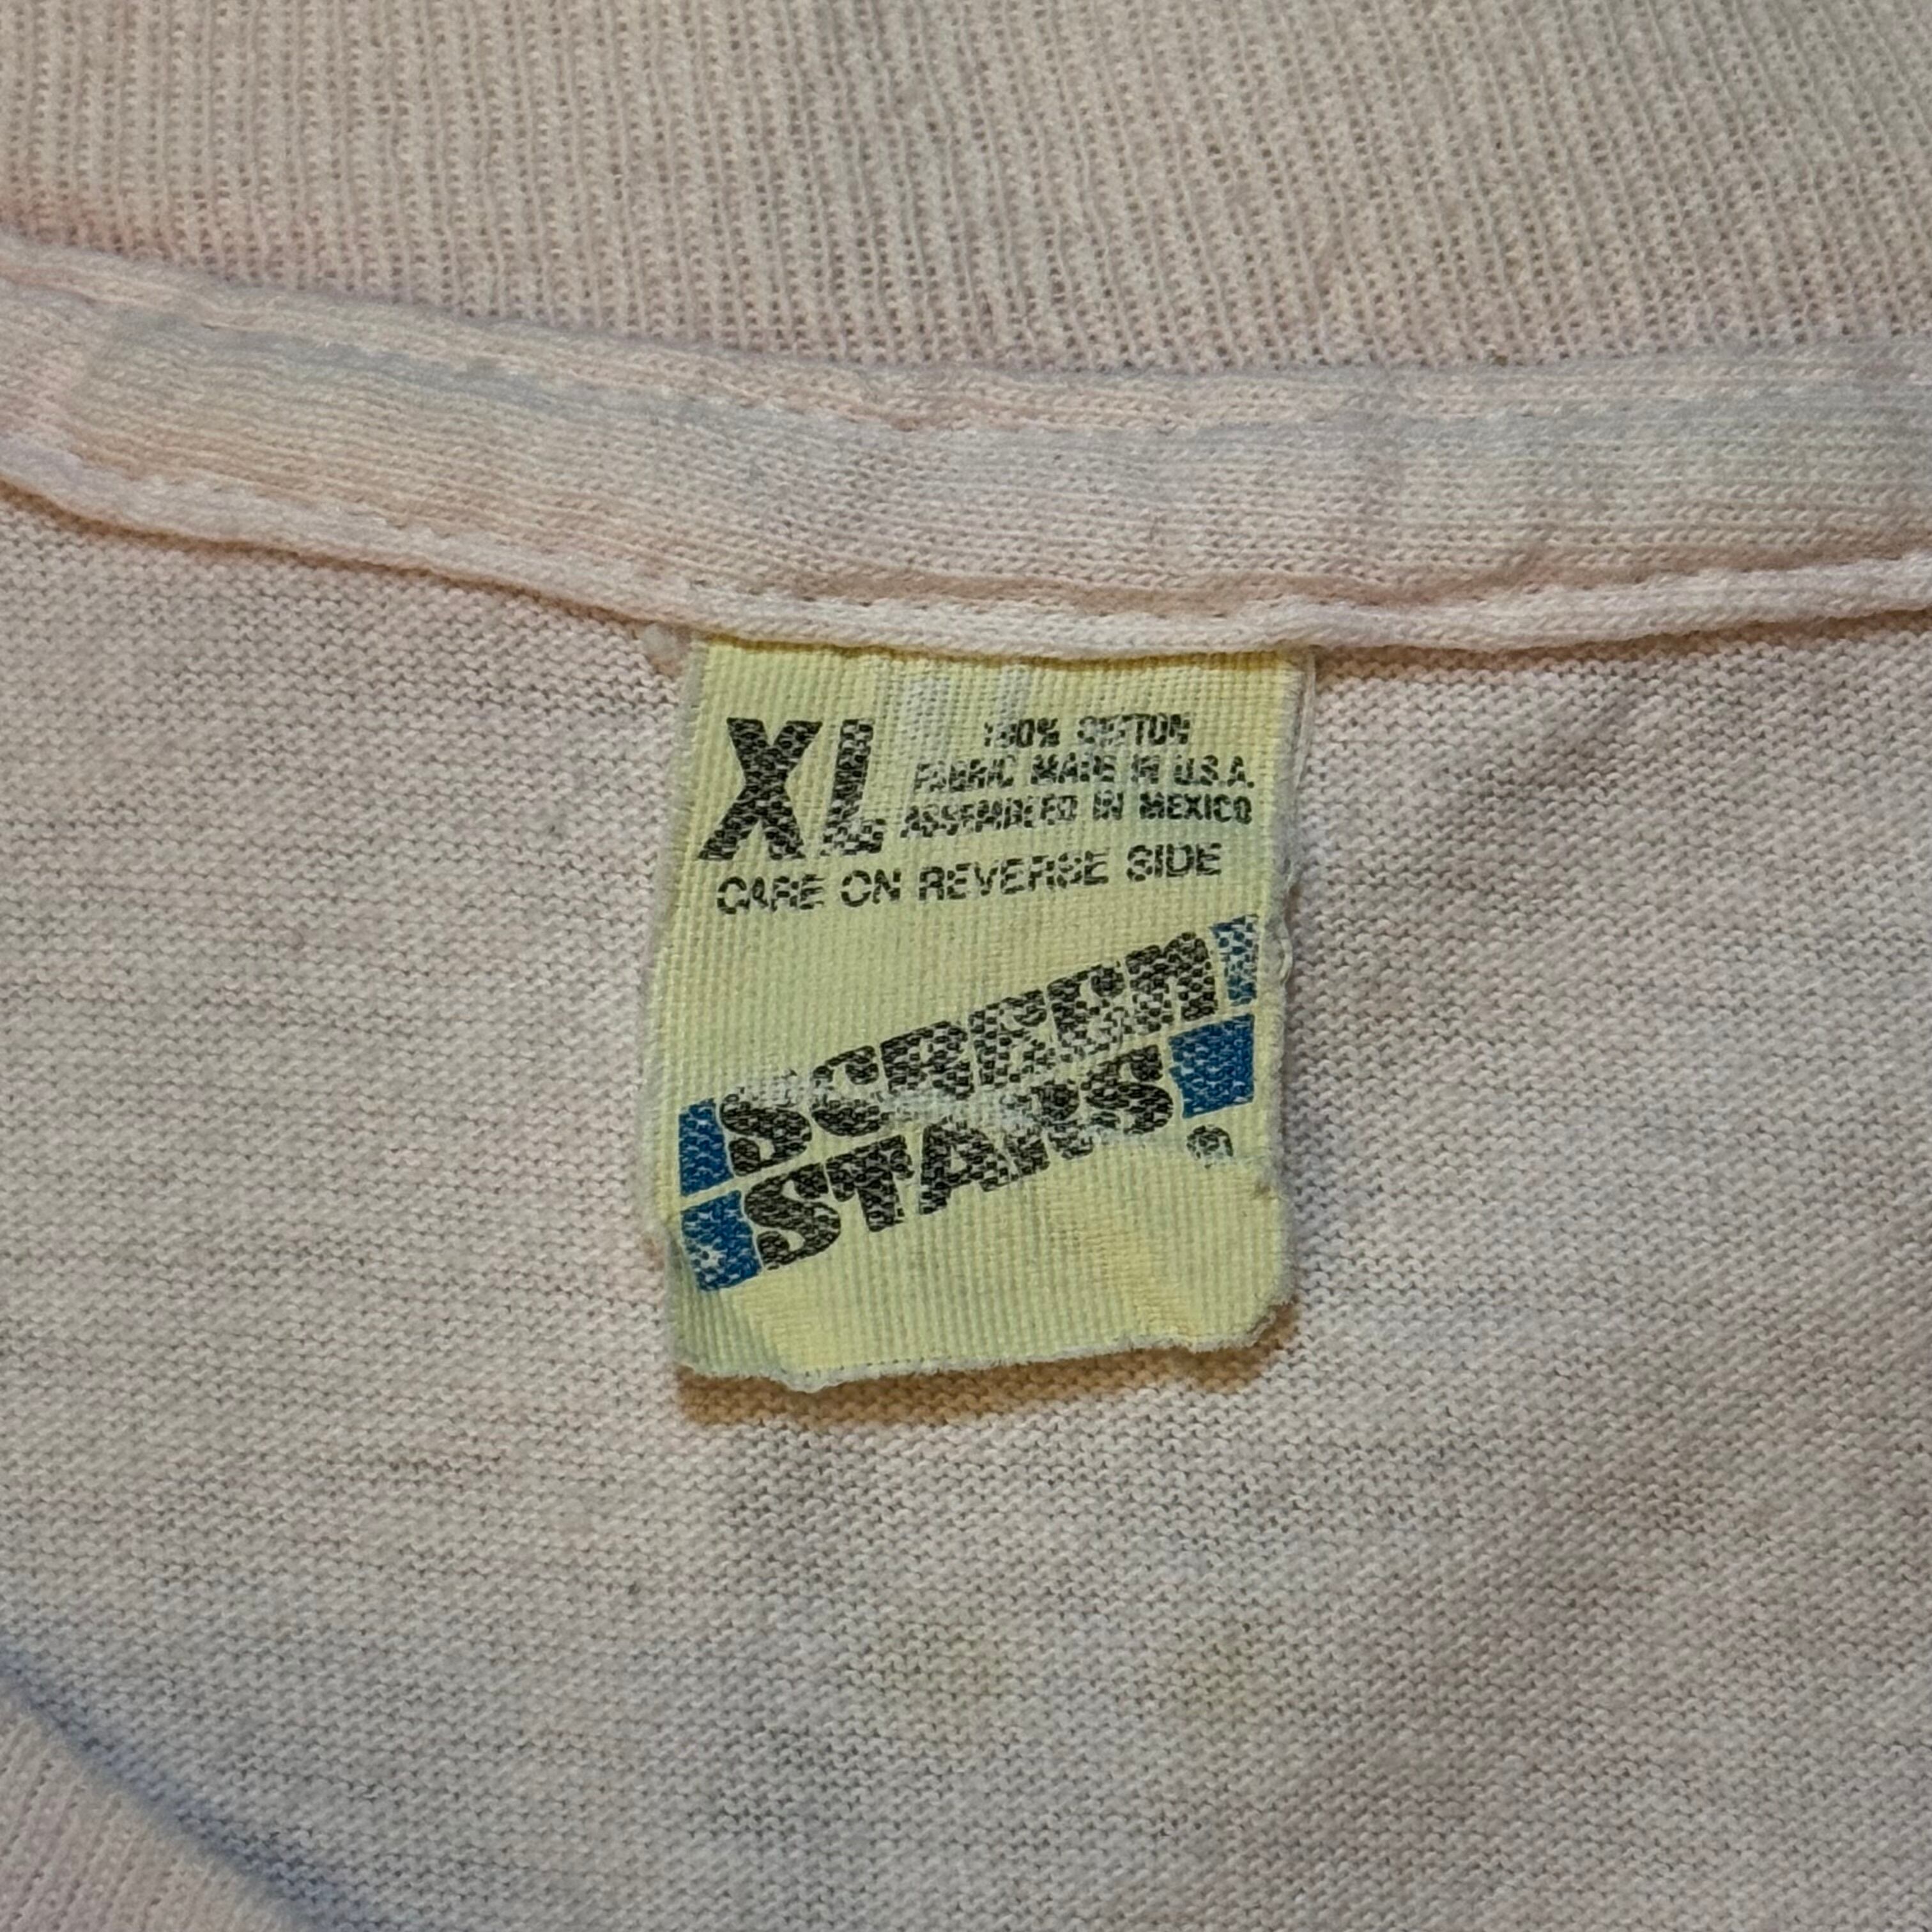 XL
100% COTTON
FABRIC MADE IN U.S.A.
ASSEMBLED IN MEXICO
CARE ON REVERSE SIDE
SCREEN
STARS®